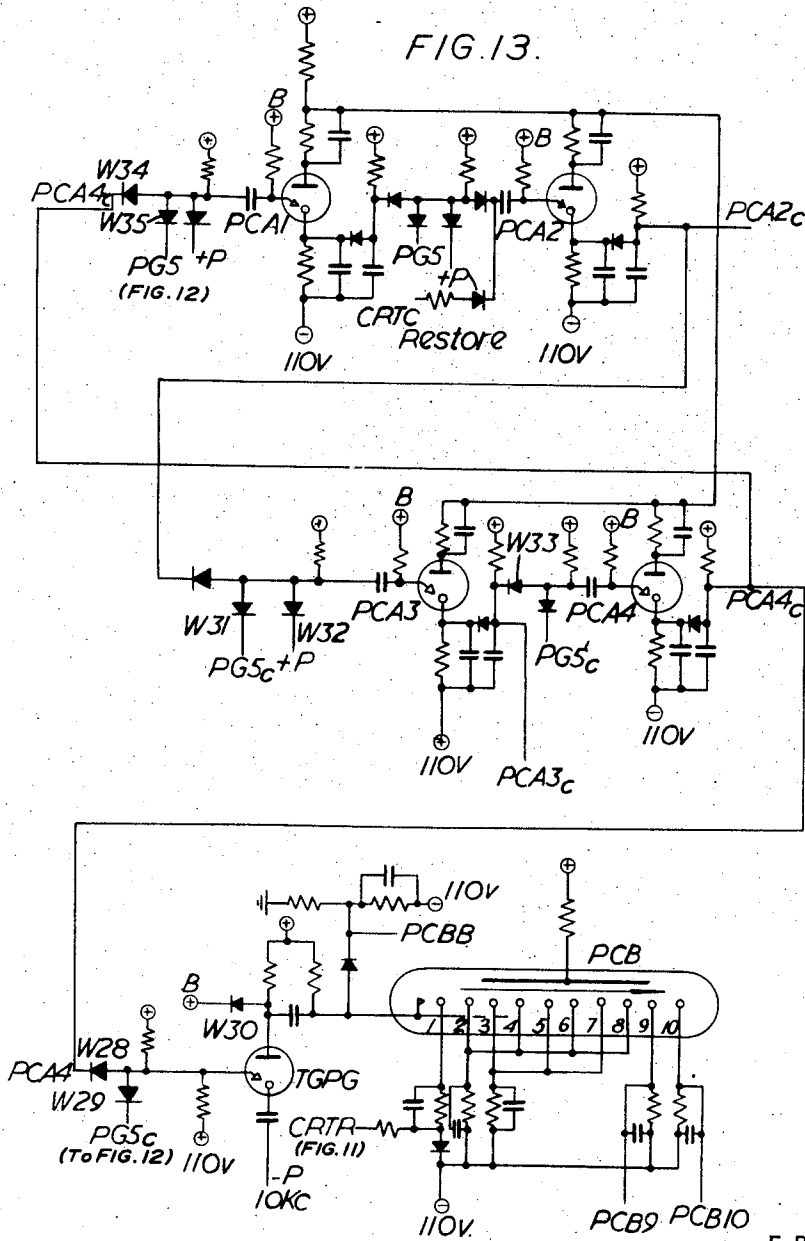 FIG.13.
B
B
W34
PCA4c
W35
PCA1
PG5
(FIG.12)
+P
PG5
+P
PCA2
PCA2c
CRTC
Restore
110V
110V
B
B
W33
PCA3
PCA4
PCA4c
W31
W32
PG5c
+P
PG5c
110V
110V
PCA3c
110V
PCBB
PCB
B
W30
1 2 3 4 5 6 7 8 9 10
W28
PCA4
TGPG
W29
PG5c
(To FIG.12)
110V
CRTR
(FIG.11)
-P
10KC
110V.
PCB9
PCB10